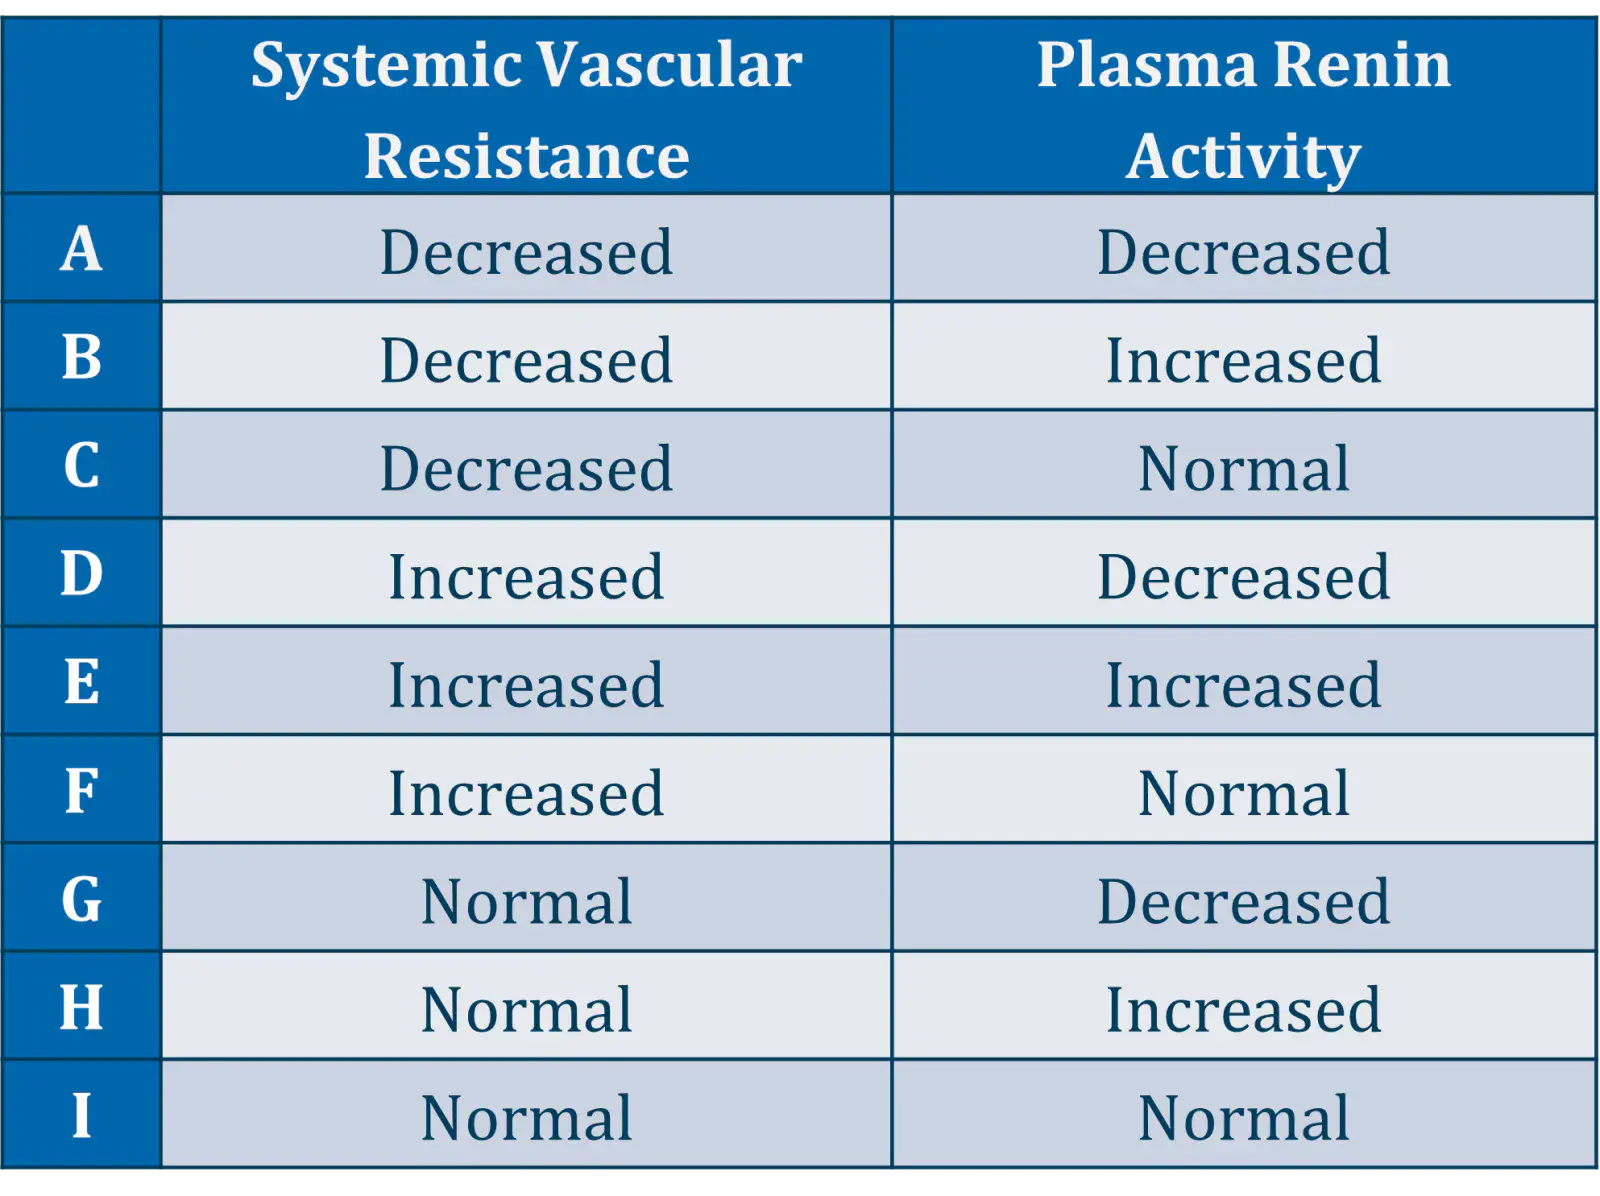 Systemic Vascular Resistance Plasma Renin Activity
A Decreased Decreased
B Decreased Increased
C Decreased Normal
D Increased Decreased
E Increased Increased
F Increased Normal
G Normal Decreased
H Normal Increased
I Normal Normal